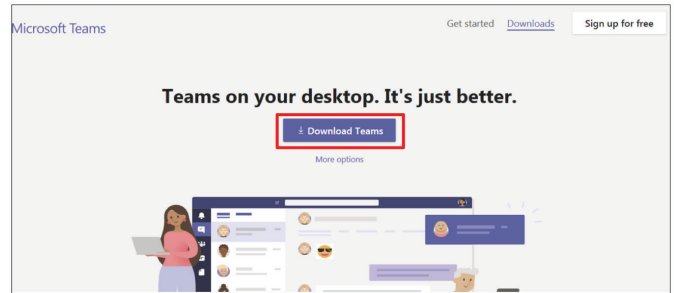 Microsoft Teams
Get started Downloads Sign up for free
Teams on your desktop. It's just better.
Download Teams
More options